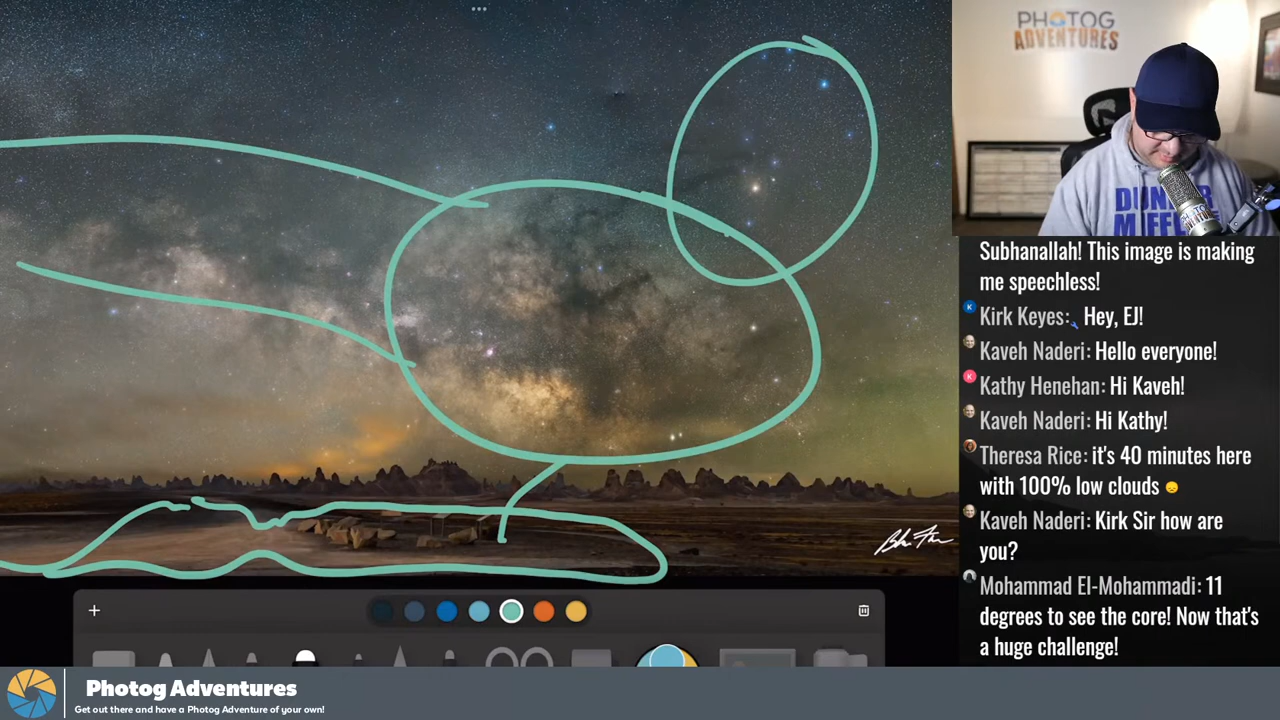 PHOTOG
ADVENTURES
Subhanallah! This image is making
me speechless!
Kirk Keyes: Hey, EJ!
Kaveh Naderi: Hello everyone!
Kathy Henehan: Hi Kaveh!
Kaveh Naderi: Hi Kathy!
Theresa Rice: it's 40 minutes here
with 100% low clouds 😞
Kaveh Naderi: Kirk Sir how are
you?
Mohammad El-Mohammadi: 11
degrees to see the core! Now that's
a huge challenge!
Photog Adventures
Get out there and have a Photog Adventure of your own!